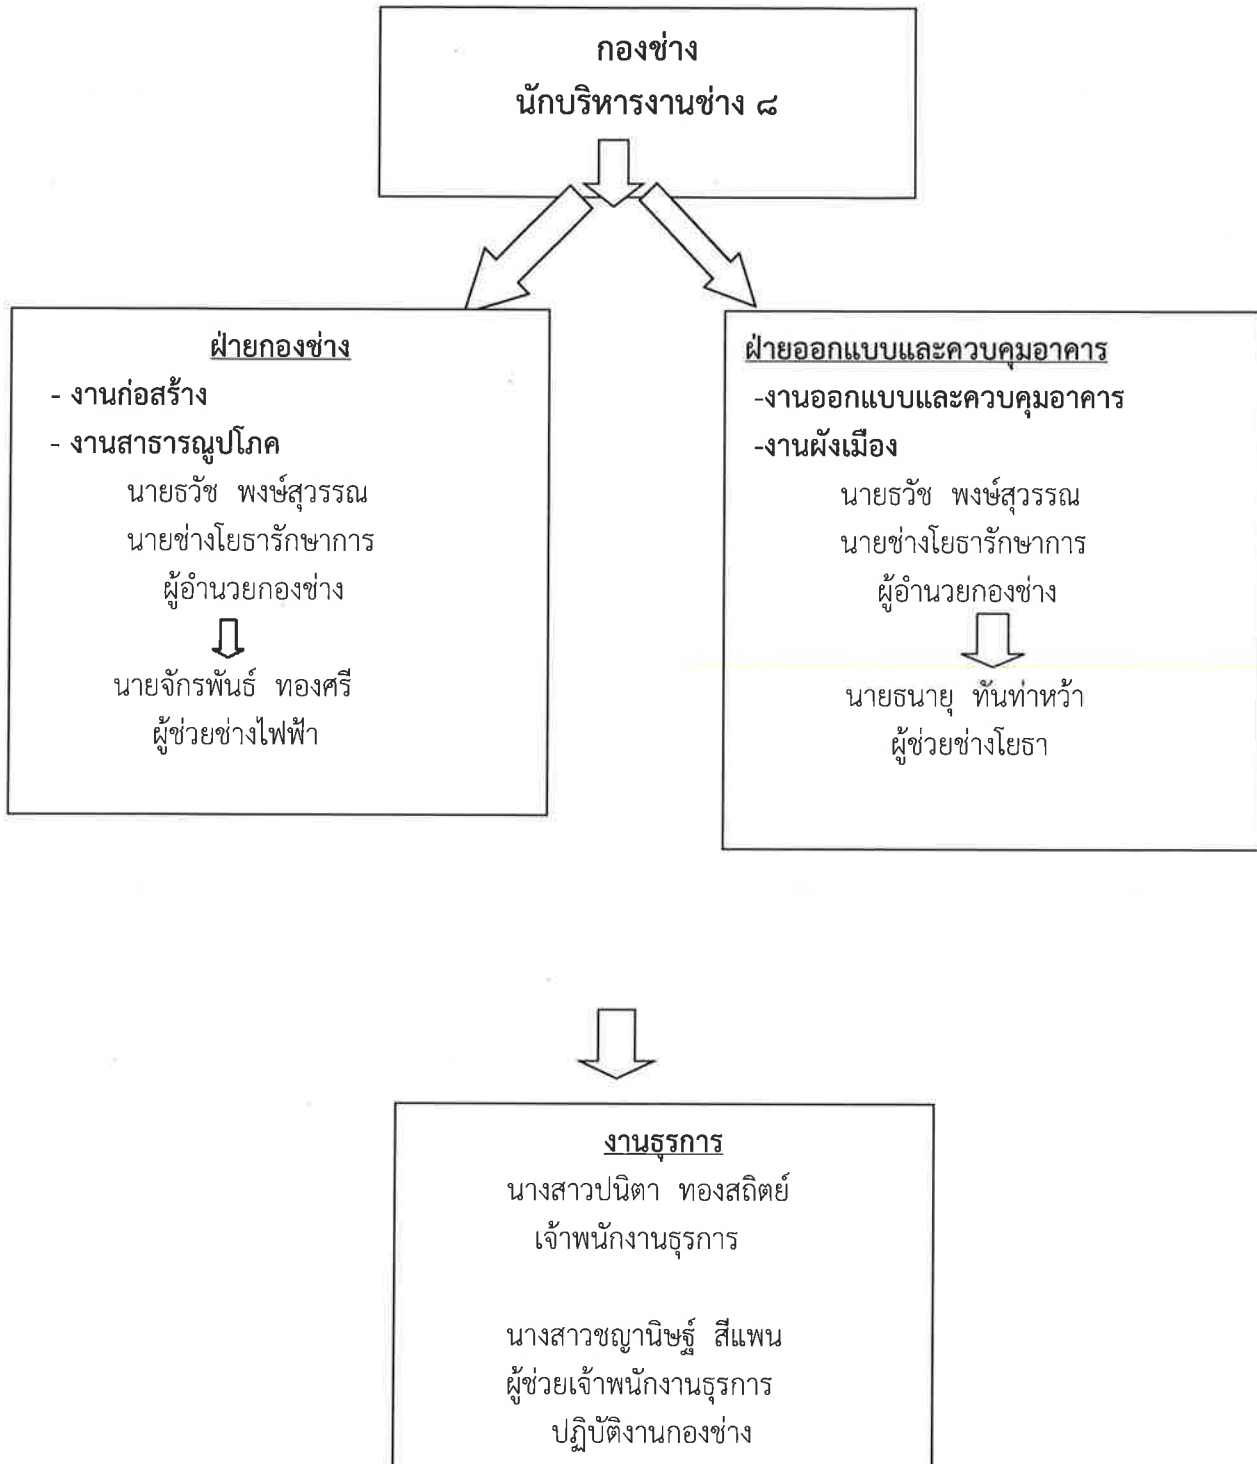 กองช่าง
นักบริหารงานช่าง ๘
ฝ่ายกองช่าง
- งานก่อสร้าง
- งานสาธารณูปโภค
นายธวัช พงษ์สุวรรณ
นายช่างโยธารักษาการ
ผู้อำนวยกองช่าง
นายจักรพันธ์ ทองศรี
ผู้ช่วยช่างไฟฟ้า
ฝ่ายออกแบบและควบคุมอาคาร
-งานออกแบบและควบคุมอาคาร
-งานผังเมือง
นายธวัช พงษ์สุวรรณ
นายช่างโยธารักษาการ
ผู้อำนวยกองช่าง
นายธนายุ ทันท่าหว้า
ผู้ช่วยช่างโยธา
งานธุรการ
นางสาวปนิตา ทองสถิตย์
เจ้าพนักงานธุรการ
นางสาวชญานิษฐ์ สีแพน
ผู้ช่วยเจ้าพนักงานธุรการ
ปฏิบัติงานกองช่าง